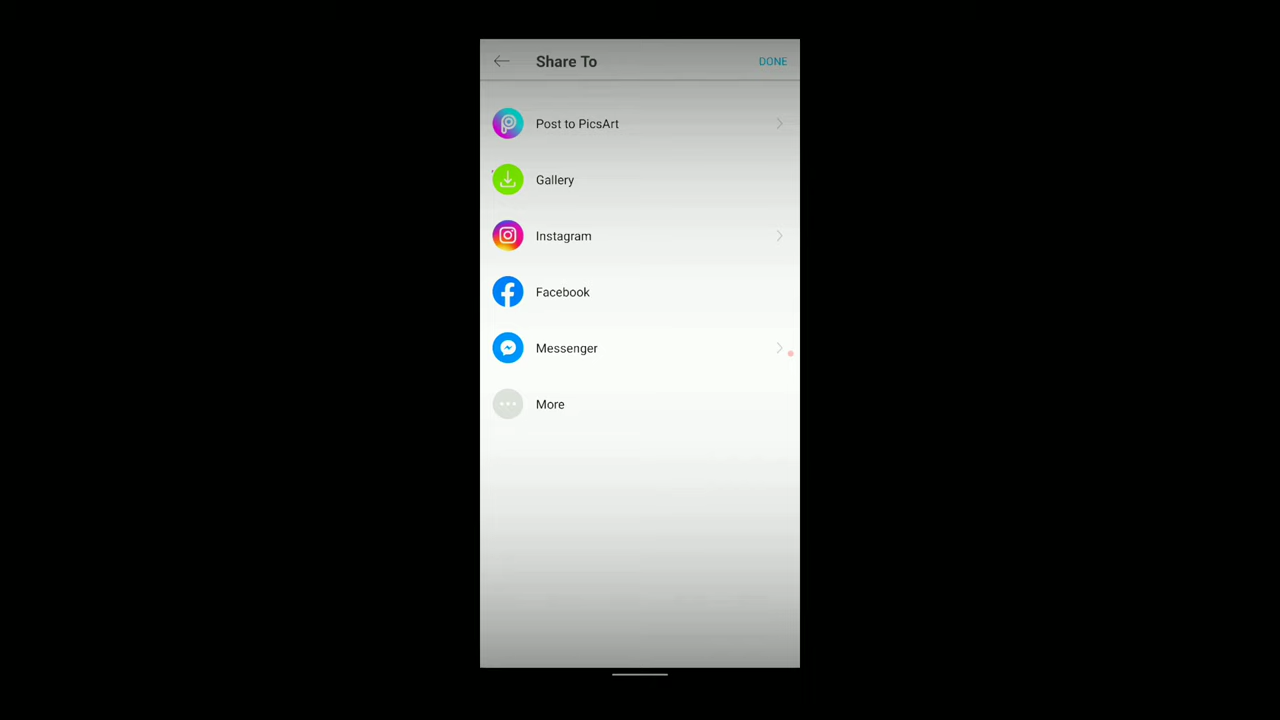 Share To
DONE
Post to PicsArt
Gallery
Instagram
Facebook
Messenger
More